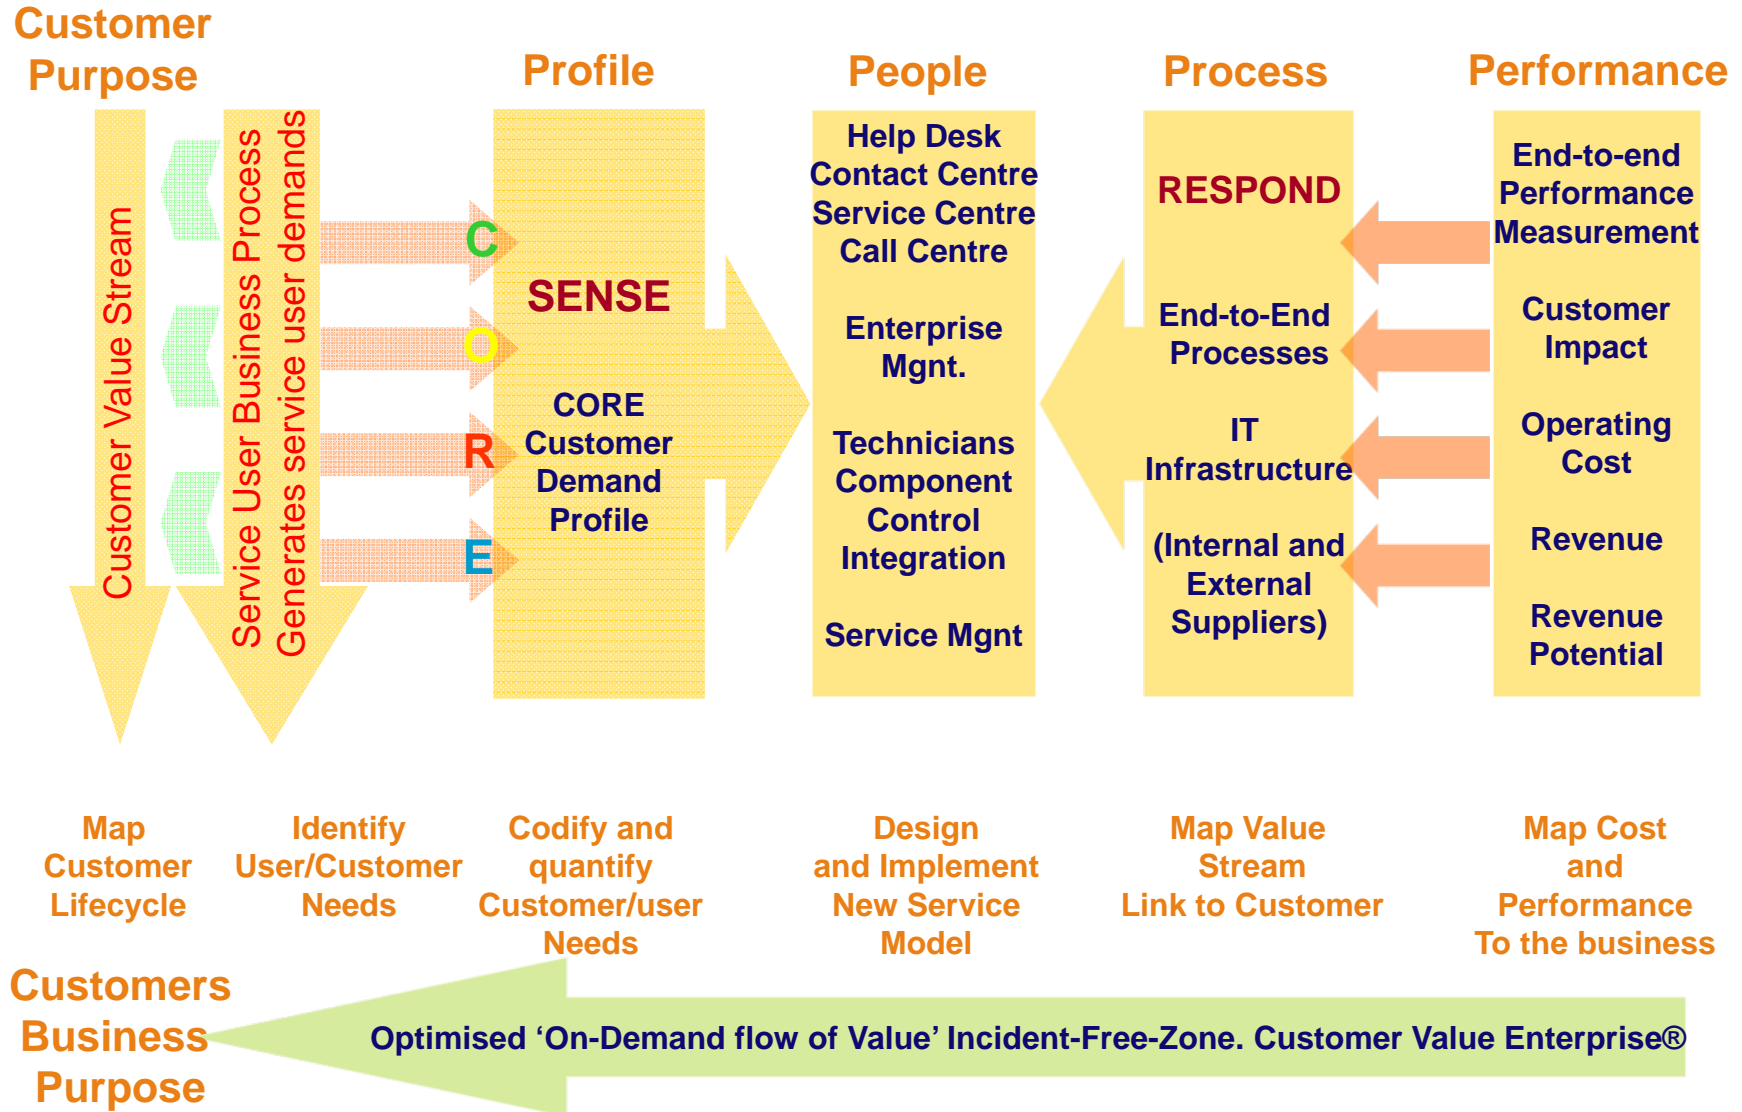 Customer
Purpose
Profile
People
Process
Performance
Customer Value Stream
Service User Business Process
Generates service user demands
C
O
R
E
SENSE
CORE
Customer
Demand
Profile
Help Desk
Contact Centre
Service Centre
Call Centre
Enterprise
Mgnt.
Technicians
Component
Control
Integration
Service Mgnt
RESPOND
End-to-End
Processes
IT
Infrastructure
(Internal and
External
Suppliers)
End-to-end
Performance
Measurement
Customer
Impact
Operating
Cost
Revenue
Revenue
Potential
Map
Customer
Lifecycle
Identify
User/Customer
Needs
Codify and
quantify
Customer/user
Needs
Design
and Implement
New Service
Model
Map Value
Stream
Link to Customer
Map Cost
and
Performance
To the business
Customers
Business
Purpose
Optimised ‘On-Demand flow of Value’ Incident-Free-Zone. Customer Value Enterprise®